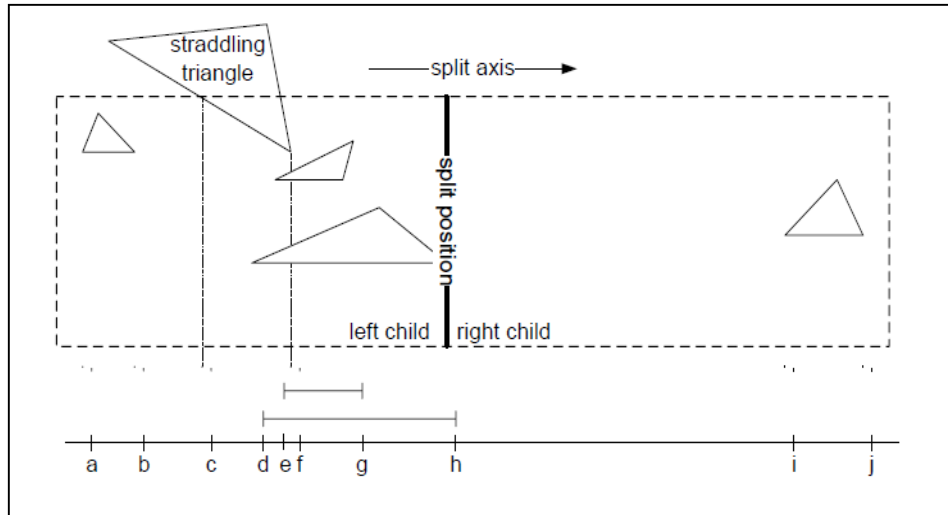 straddling
triangle
split axis
split position
left child
right child
a b c d e f g h i j